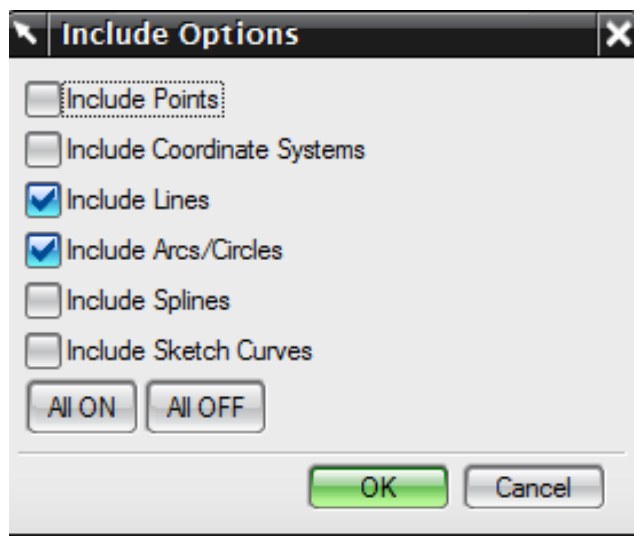 Include Options
Include Points
Include Coordinate Systems
Include Lines
Include Arcs/Circles
Include Splines
Include Sketch Curves
All ON All OFF
OK Cancel